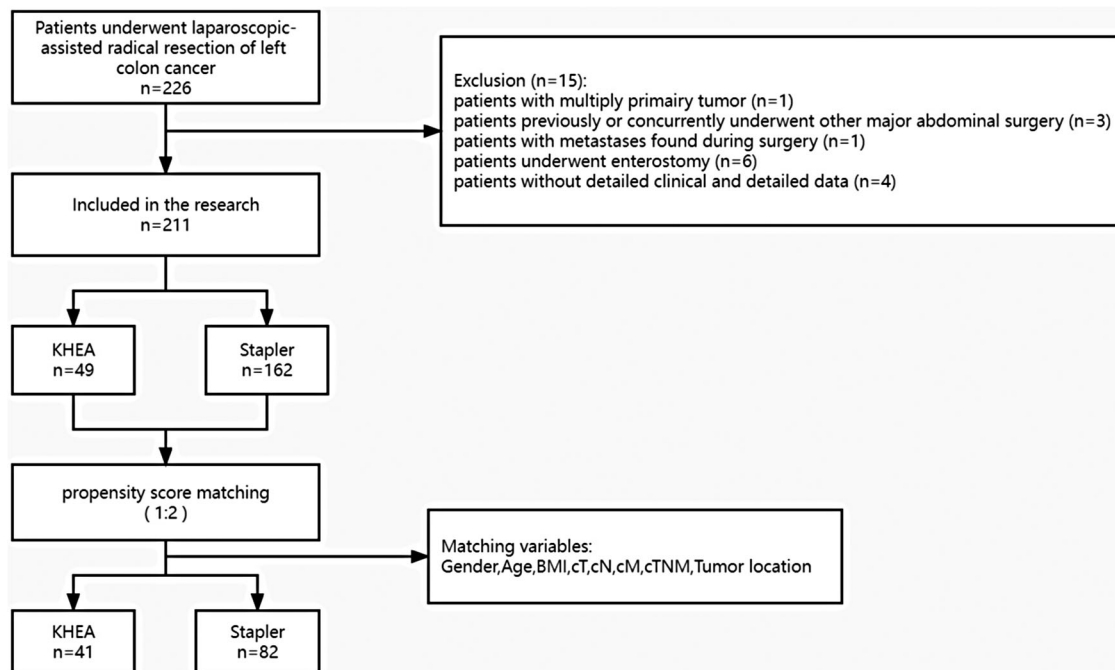 Patients underwent laparoscopic-
assisted radical resection of left
colon cancer
n=226
Exclusion (n=15):
patients with multiply primairy tumor (n=1)
patients previously or concurrently underwent other major abdominal surgery (n=3)
patients with metastases found during surgery (n=1)
patients underwent enterostomy (n=6)
patients without detailed clinical and detailed data (n=4)
Included in the research
n=211
KHEA
n=49
Stapler
n=162
propensity score matching
( 1:2 )
Matching variables:
Gender,Age,BMI,cT,cN,cM,cTNM,Tumor location
KHEA
n=41
Stapler
n=82